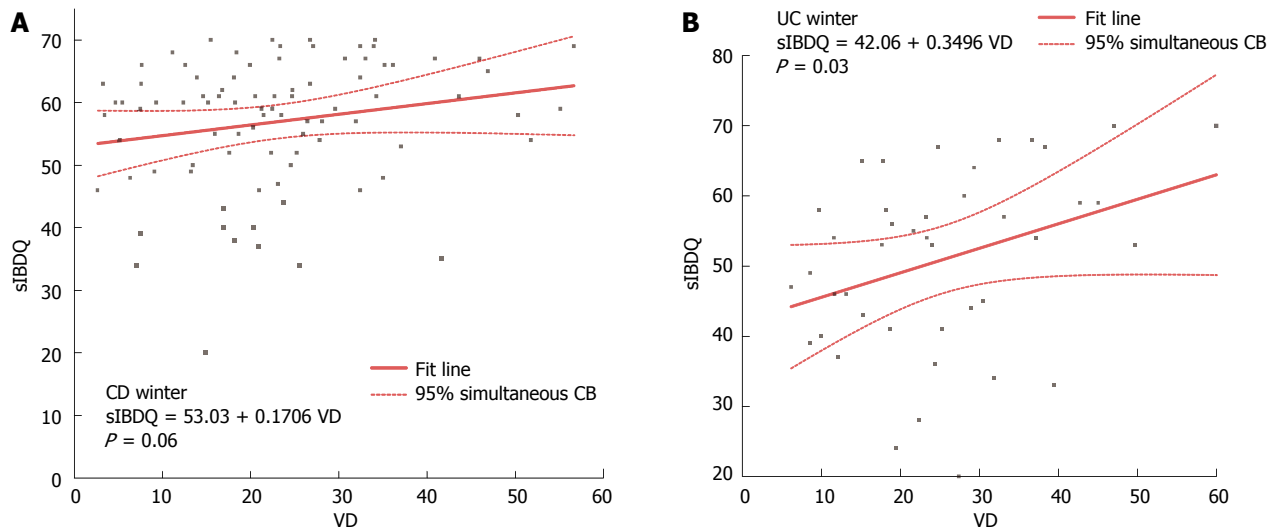 A
70
60
50
40
30
20
10
0
sIBDQ
Fit line
95% simultaneous CB
CD winter
sIBDQ = 53.03 + 0.1706 VD
P = 0.06
0 10 20 30 40 50 60
VD
B
UC winter
sIBDQ = 42.06 + 0.3496 VD
P = 0.03
Fit line
95% simultaneous CB
80
70
60
50
40
30
20
sIBDQ
0 10 20 30 40 50 60
VD